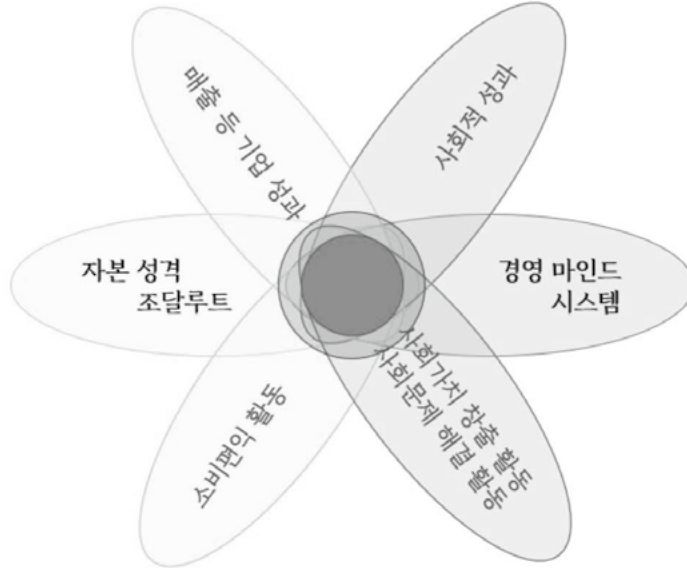 매출 등 기업 성과
사회적 성과
자본 성격
조달루트
경영 마인드
시스템
소비편익 활동
사회가치 창출 활동
사회문제 해결 활동